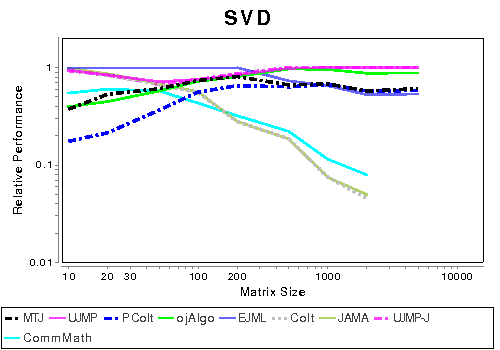 SVD
Relative Performance
1
0.1
0.01
10 20 30 100 200 1000 10000
Matrix Size
MTJ UJMP PColt ojAlgo EJML Colt JAMA UJMP-J
CommMath